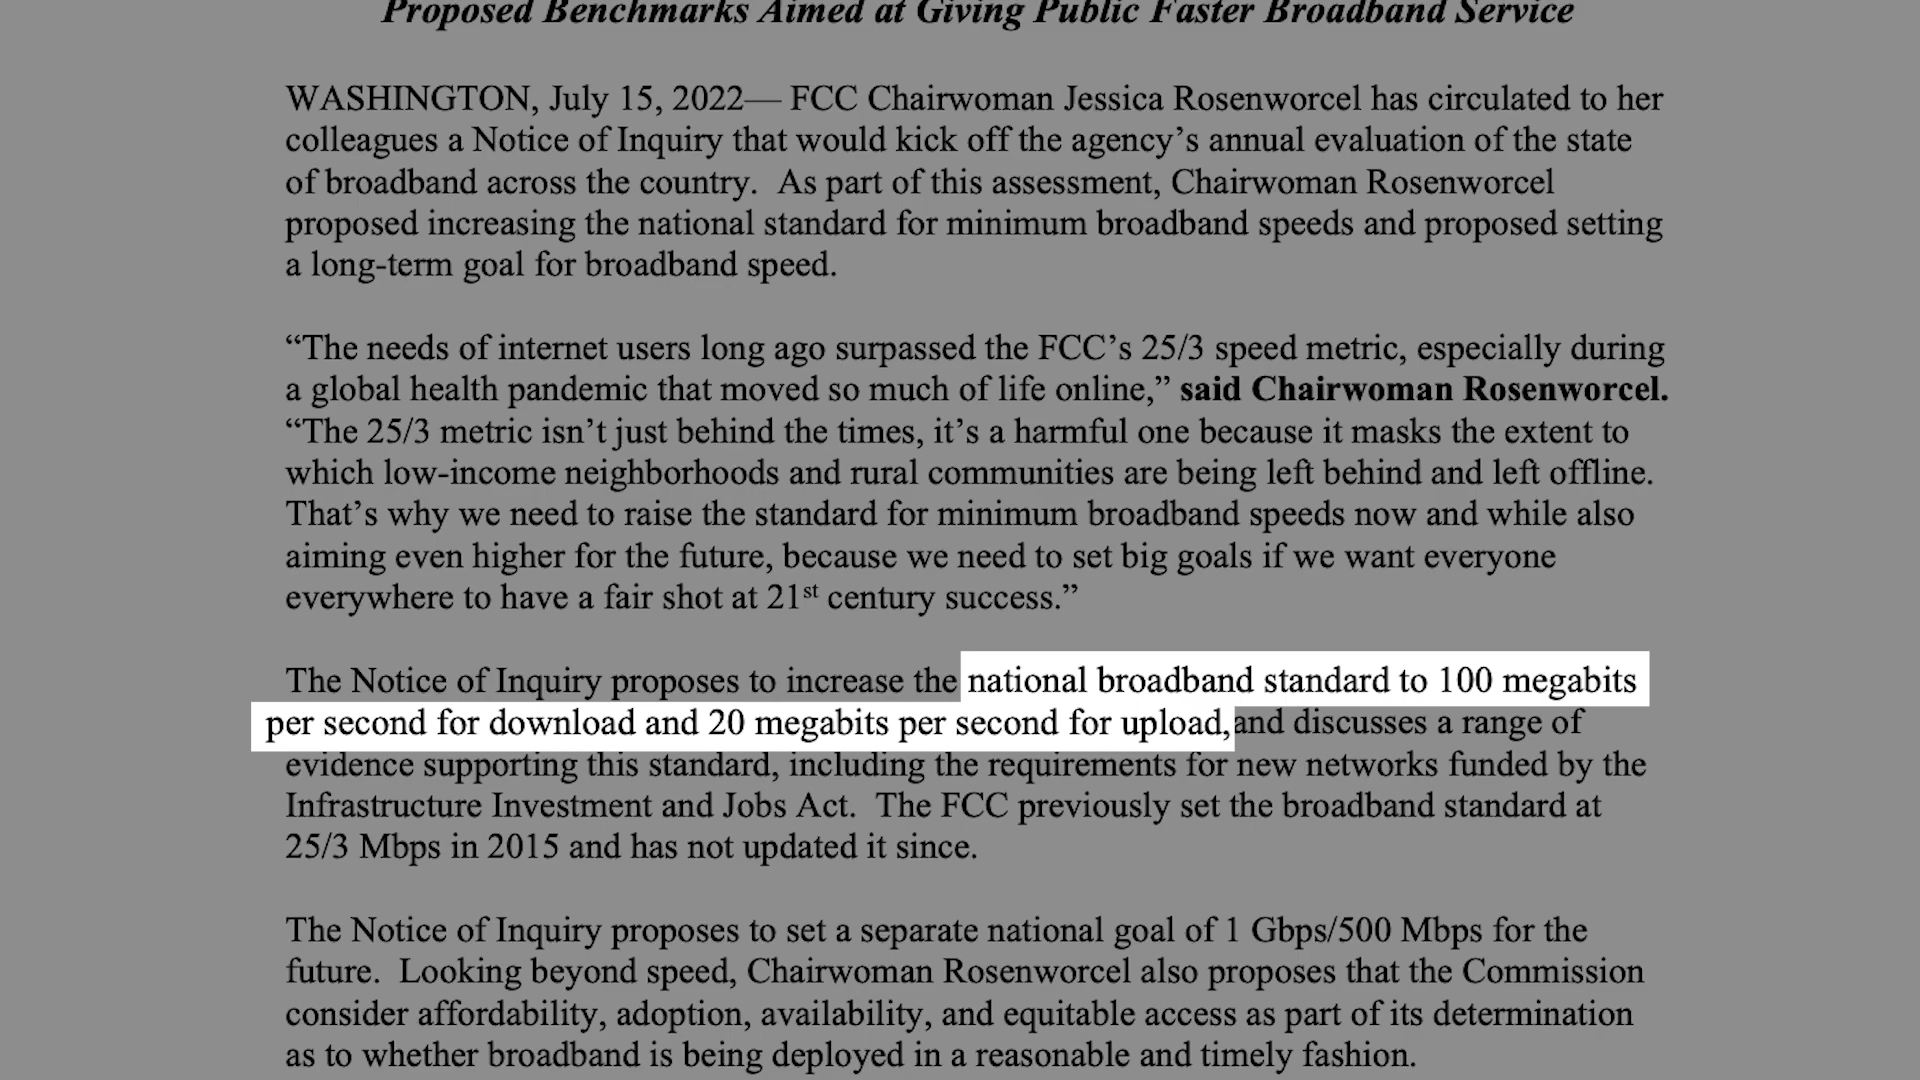 Proposed Benchmarks Aimed at Giving Public Faster Broadband Service
WASHINGTON, July 15, 2022— FCC Chairwoman Jessica Rosenworcel has circulated to her
colleagues a Notice of Inquiry that would kick off the agency’s annual evaluation of the state
of broadband across the country.  As part of this assessment, Chairwoman Rosenworcel
proposed increasing the national standard for minimum broadband speeds and proposed setting
a long-term goal for broadband speed.
“The needs of internet users long ago surpassed the FCC’s 25/3 speed metric, especially during
a global health pandemic that moved so much of life online,” said Chairwoman Rosenworcel.
“The 25/3 metric isn’t just behind the times, it’s a harmful one because it masks the extent to
which low-income neighborhoods and rural communities are being left behind and left offline.
That’s why we need to raise the standard for minimum broadband speeds now and while also
aiming even higher for the future, because we need to set big goals if we want everyone
everywhere to have a fair shot at 21st century success.”
The Notice of Inquiry proposes to increase the national broadband standard to 100 megabits
per second for download and 20 megabits per second for upload, and discusses a range of
evidence supporting this standard, including the requirements for new networks funded by the
Infrastructure Investment and Jobs Act.  The FCC previously set the broadband standard at
25/3 Mbps in 2015 and has not updated it since.
The Notice of Inquiry proposes to set a separate national goal of 1 Gbps/500 Mbps for the
future.  Looking beyond speed, Chairwoman Rosenworcel also proposes that the Commission
consider affordability, adoption, availability, and equitable access as part of its determination
as to whether broadband is being deployed in a reasonable and timely fashion.